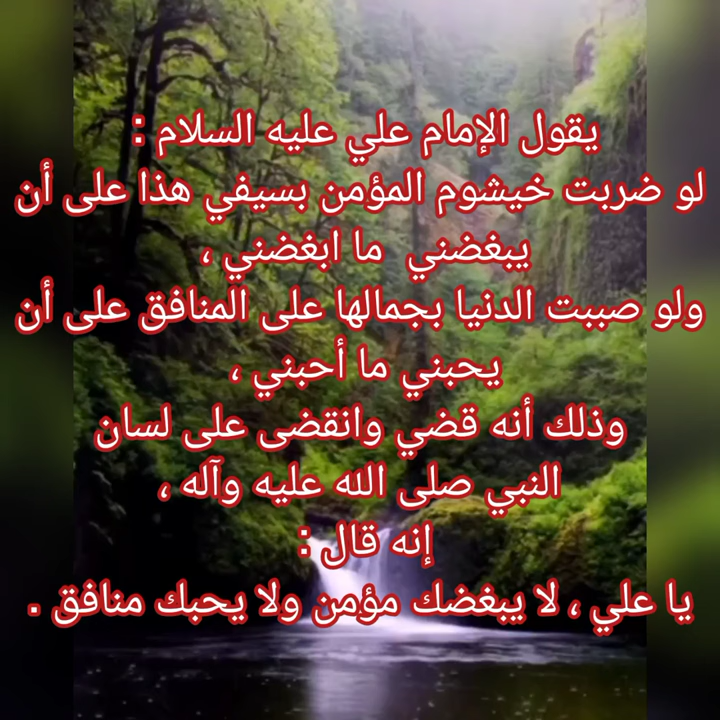 يقول الإمام علي عليه السلام :
لو ضربت خيشوم المؤمن بسيفي هذا على أن
يبغضني ما ابغضني ،
ولو صببت الدنيا بجمالها على المنافق على أن
يحبني ما أحبني ،
وذلك أنه قضي وانقضى على لسان
النبي صلى الله عليه وآله ،
إنه قال :
يا علي ، لا يبغضك مؤمن ولا يحبك منافق .